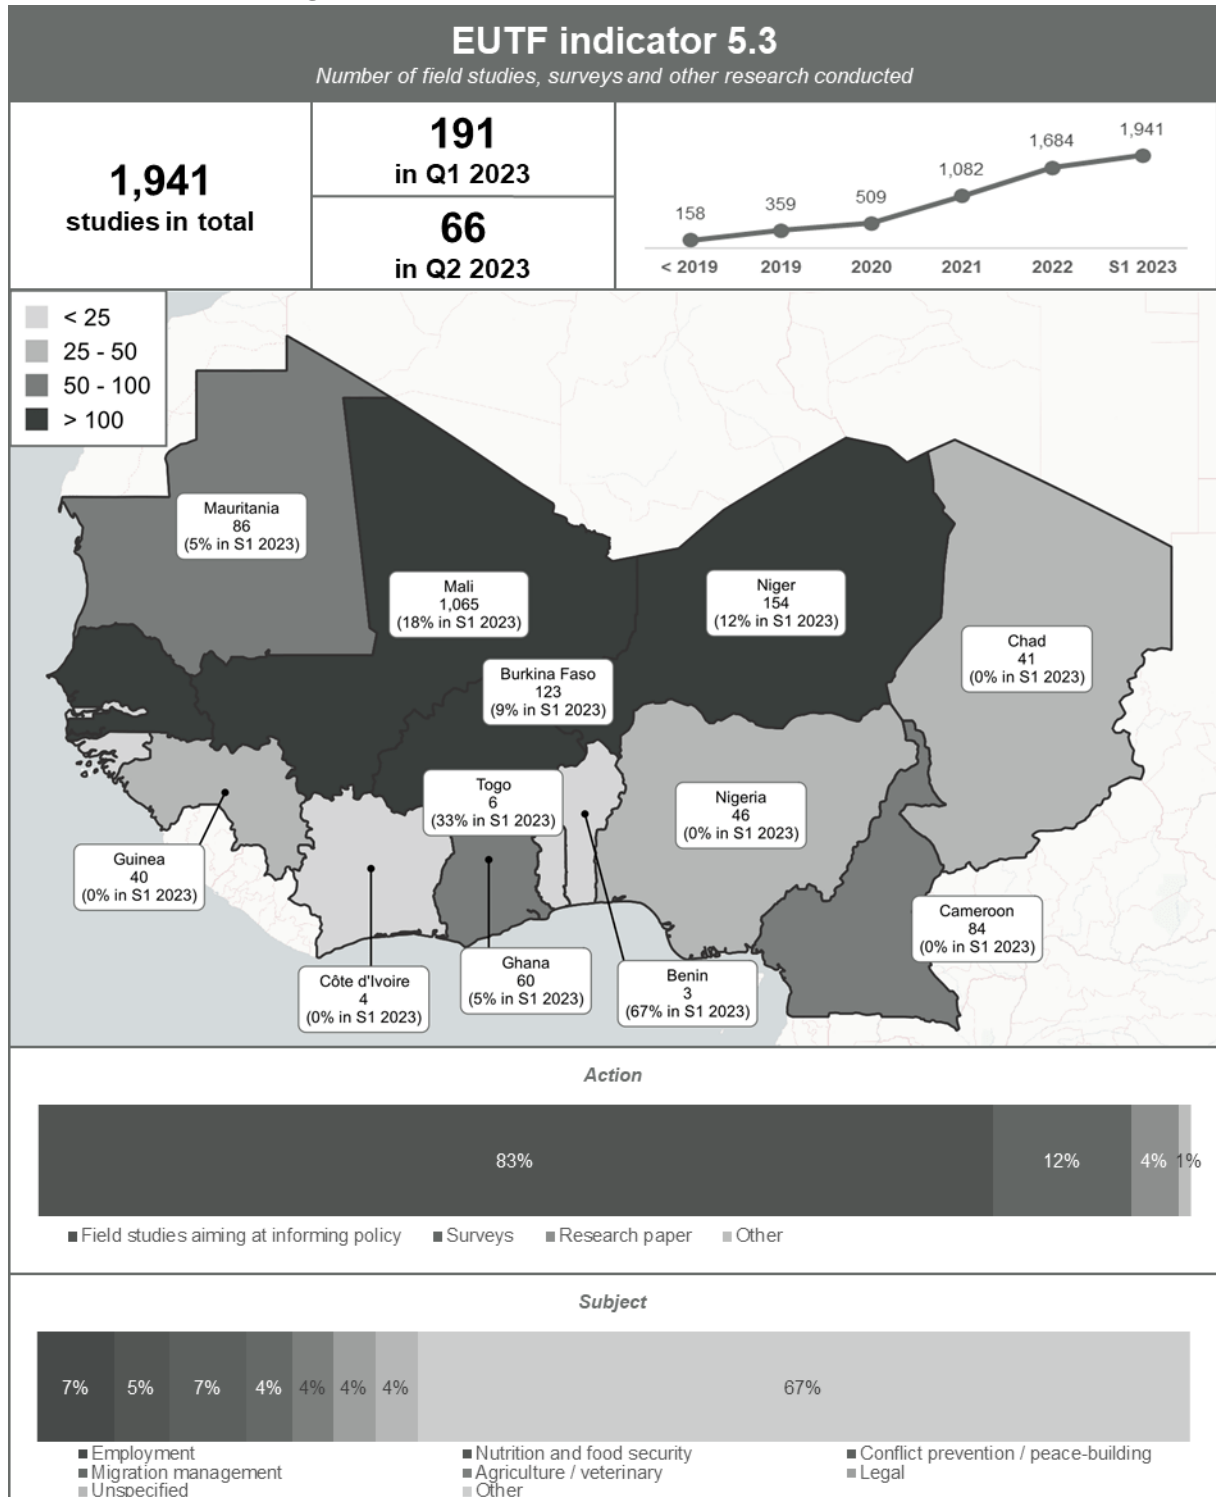 EUTF indicator 5.3
Number of field studies, surveys and other research conducted
1,941
studies in total
191
in Q1 2023
66
in Q2 2023
158
359
509
1,082
1,684
1,941
< 2019
2019
2020
2021
2022
S1 2023
< 25
25 - 50
50 - 100
> 100
Mauritania
86
(5% in S1 2023)
Mali
1,065
(18% in S1 2023)
Niger
154
(12% in S1 2023)
Chad
41
(0% in S1 2023)
Burkina Faso
123
(9% in S1 2023)
Togo
6
(33% in S1 2023)
Nigeria
46
(0% in S1 2023)
Guinea
40
(0% in S1 2023)
Cameroon
84
(0% in S1 2023)
Côte d'Ivoire
4
(0% in S1 2023)
Ghana
60
(5% in S1 2023)
Benin
3
(67% in S1 2023)
Action
83%
12%
4%
1%
Field studies aiming at informing policy
Surveys
Research paper
Other
Subject
7%
5%
7%
4%
4%
4%
4%
67%
Employment
Nutrition and food security
Conflict prevention / peace-building
Migration management
Agriculture / veterinary
Legal
Unspecified
Other